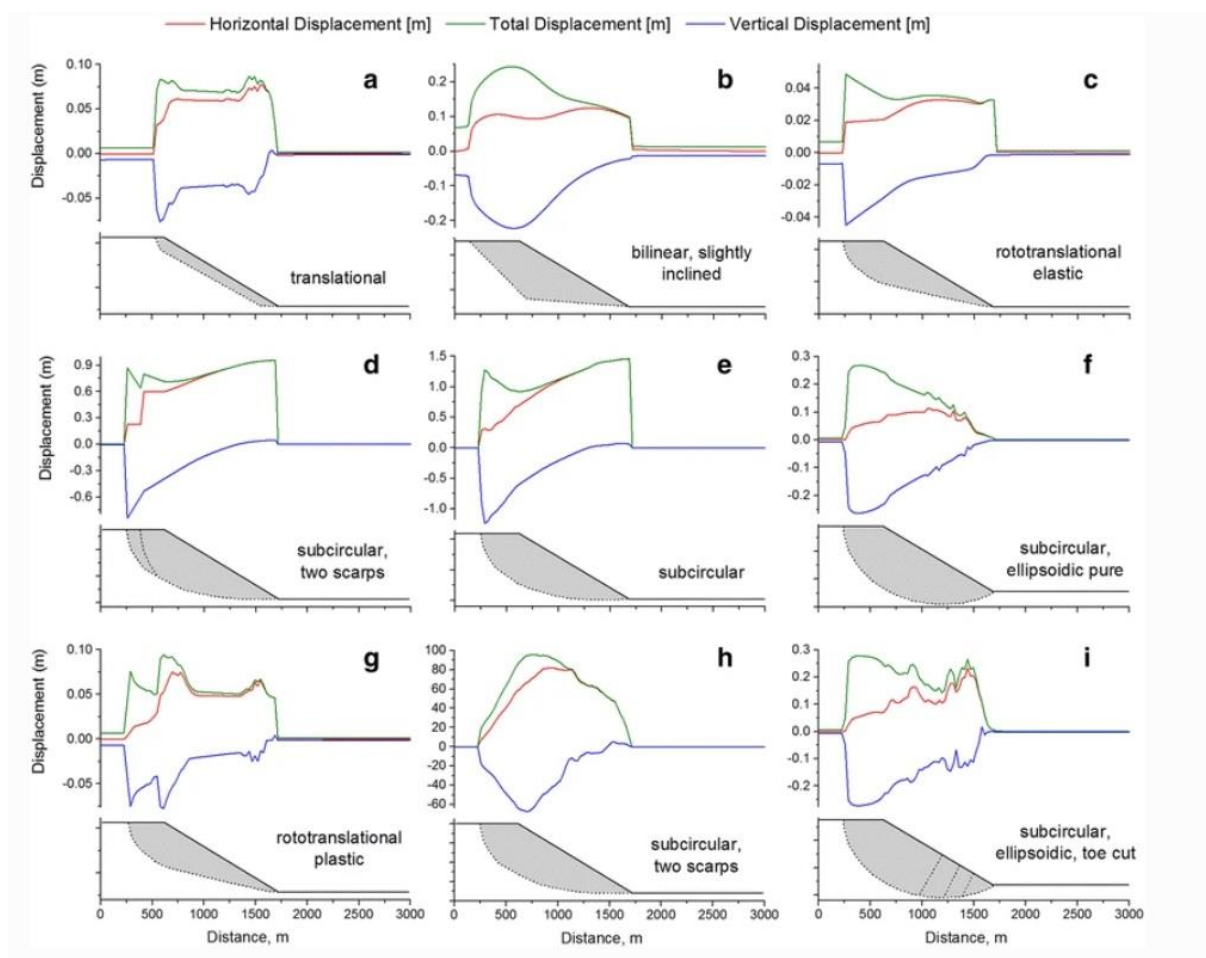 Horizontal Displacement [m] Total Displacement [m] Vertical Displacement [m]
a
Displacement (m)
0.10
0.05
0.00
-0.05
translational
b
0.2
0.1
0.0
-0.1
-0.2
bilinear, slightly
inclined
c
0.04
0.02
0.00
-0.02
-0.04
rototranslational
elastic
d
Displacement (m)
0.9
0.6
0.3
0.0
-0.3
-0.6
subcircular,
two scarps
e
1.5
1.0
0.5
0.0
-0.5
-1.0
subcircular
f
0.3
0.2
0.1
0.0
-0.1
-0.2
subcircular,
ellipsoidic pure
g
Displacement (m)
0.10
0.05
0.00
-0.05
rototranslational
plastic
0 500 1000 1500 2000 2500 3000
Distance, m
h
100
80
60
40
20
0
-20
-40
-60
subcircular,
two scarps
0 500 1000 1500 2000 2500 3000
Distance, m
i
0.3
0.2
0.1
0.0
-0.1
-0.2
subcircular,
ellipsoidic, toe cut
0 500 1000 1500 2000 2500 3000
Distance, m